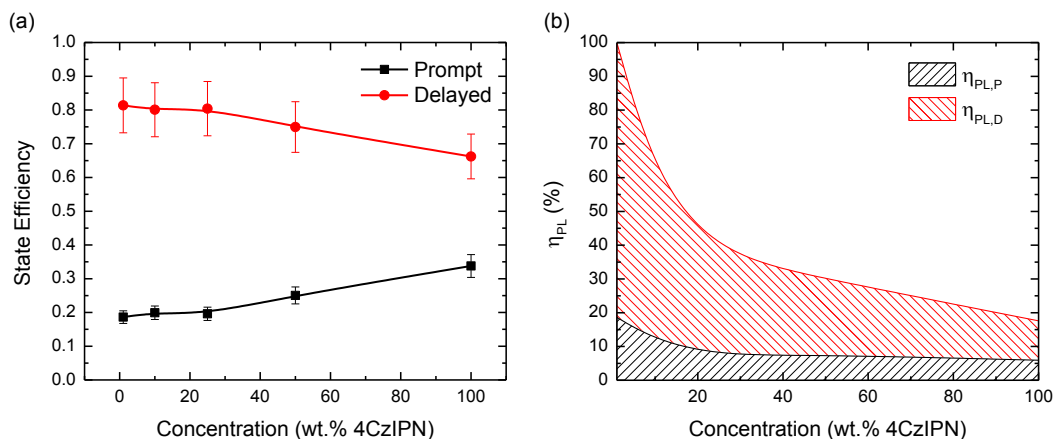 (a)
1.0
0.9
0.8
0.7
0.6
0.5
0.4
0.3
0.2
0.1
0.0
State Efficiency
Prompt
Delayed
0 20 40 60 80 100
Concentration (wt.% 4CzIPN)
(b)
100
90
80
70
60
50
40
30
20
10
0
ηPL (%)
ηPL,P
ηPL,D
20 40 60 80 100
Concentration (wt.% 4CzIPN)